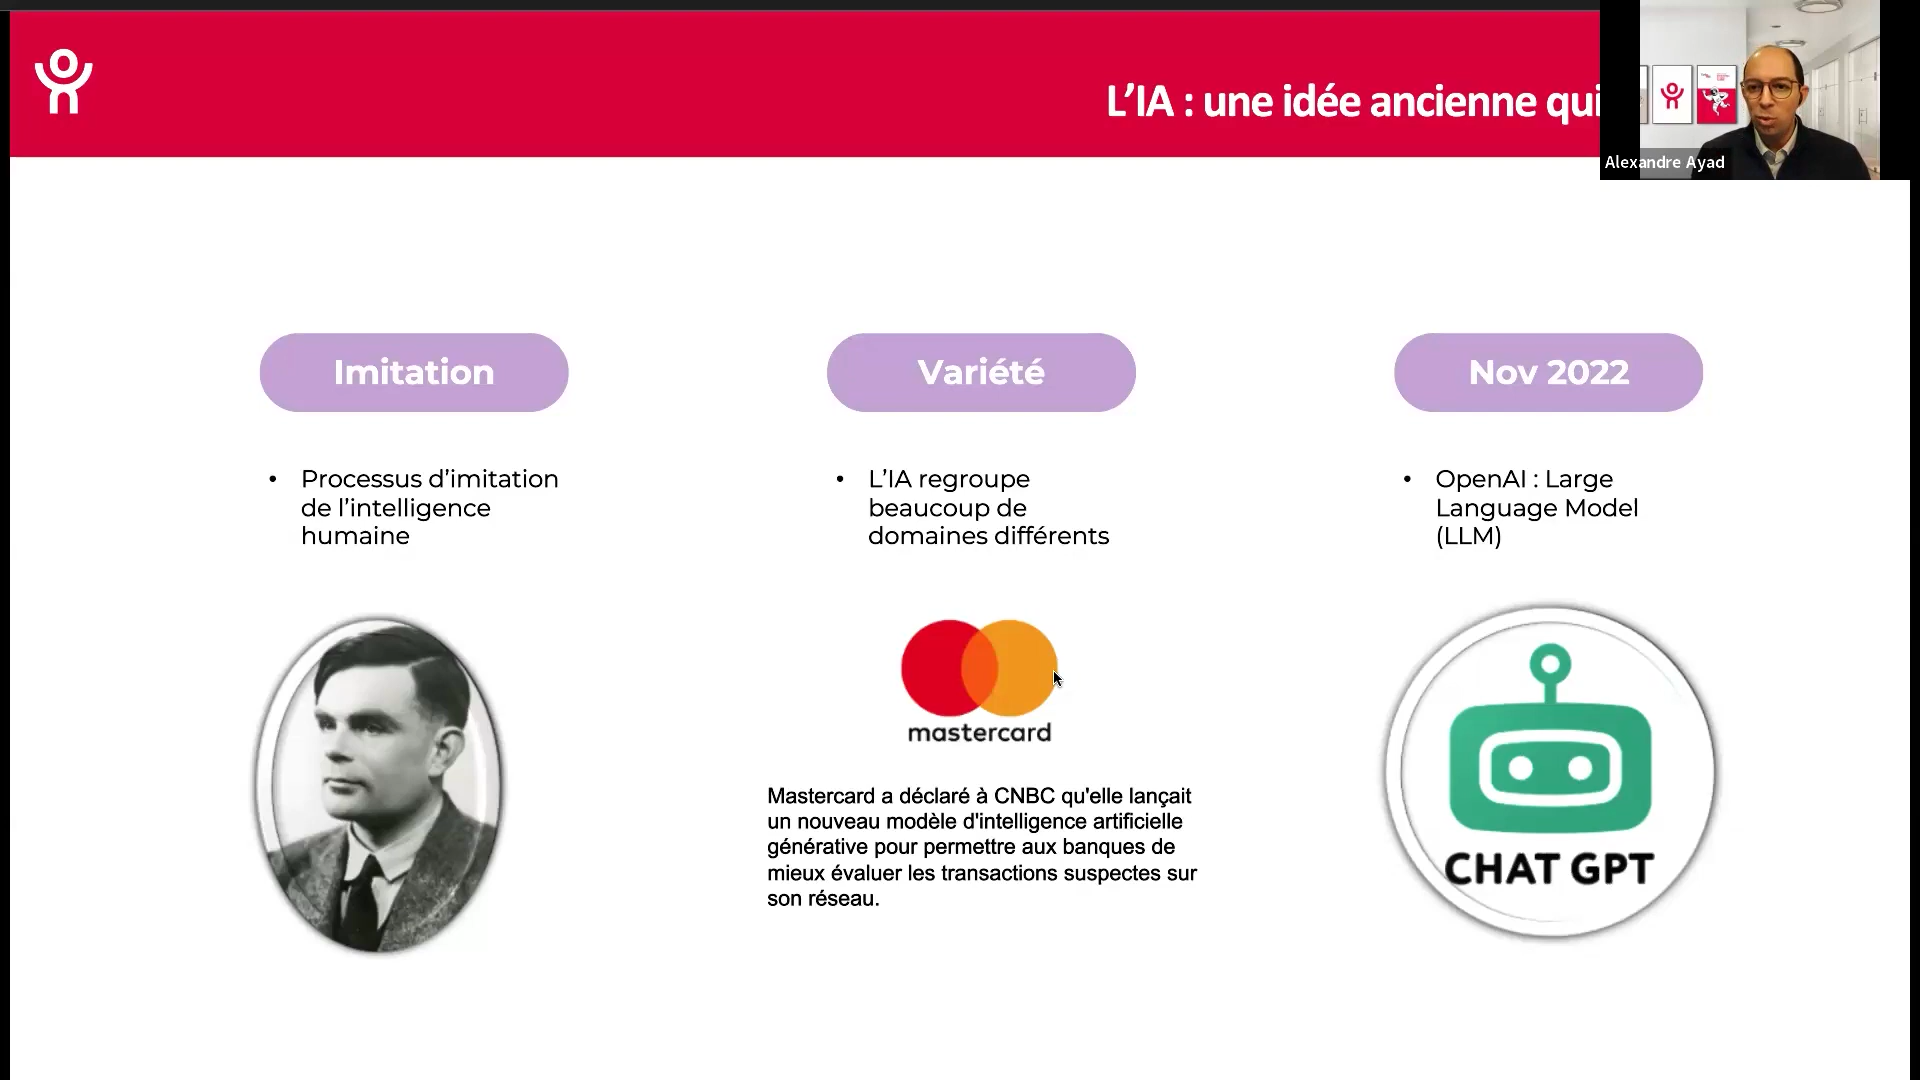 L’IA : une idée ancienne qui
Alexandre Ayad
Imitation
• Processus d’imitation
de l’intelligence
humaine
Variété
• L’IA regroupe
beaucoup de
domaines différents
mastercard
Mastercard a déclaré à CNBC qu'elle lançait
un nouveau modèle d'intelligence artificielle
générative pour permettre aux banques de
mieux évaluer les transactions suspectes sur
son réseau.
Nov 2022
• OpenAI : Large
Language Model
(LLM)
CHAT GPT